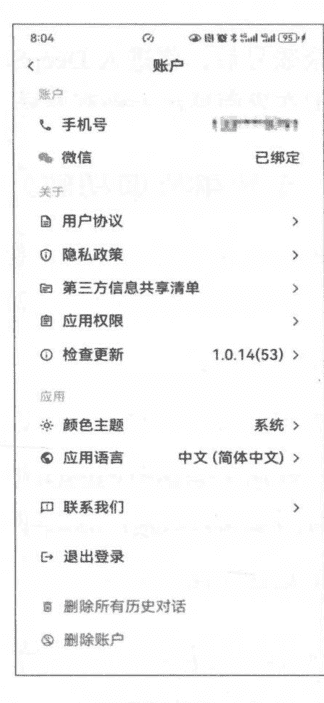 8:04
95
账户
账户
手机号
微信 已绑定
关于
用户协议
隐私政策
第三方信息共享清单
应用权限
检查更新 1.0.14(53)
应用
颜色主题 系统
应用语言 中文 (简体中文)
联系我们
退出登录
删除所有历史对话
删除账户